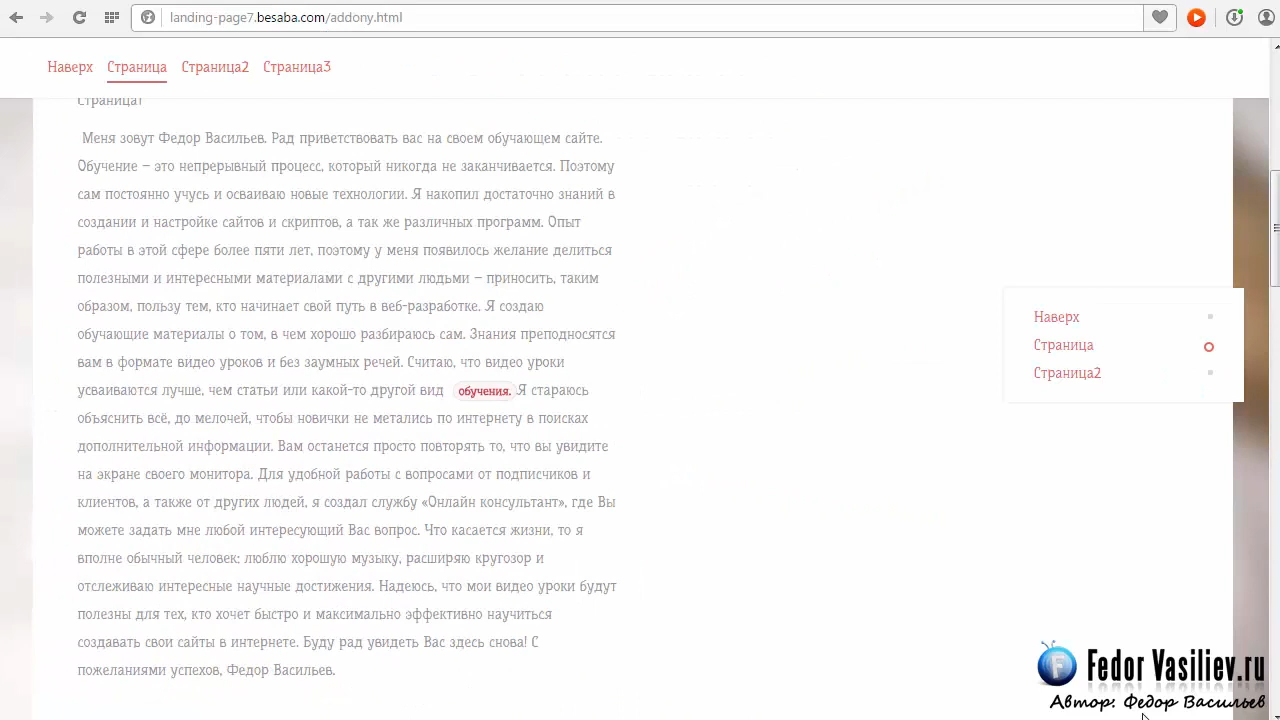 landing-page7.besaba.com/addony.html
Наверх Страница Страница2 Страница3
Страница1
Меня зовут Федор Васильев. Рад приветствовать вас на своем обучающем сайте.
Обучение – это непрерывный процесс, который никогда не заканчивается. Поэтому
сам постоянно учусь и осваиваю новые технологии. Я накопил достаточно знаний в
создании и настройке сайтов и скриптов, а так же различных программ. Опыт
работы в этой сфере более пяти лет, поэтому у меня появилось желание делиться
полезными и интересными материалами с другими людьми – приносить, таким
образом, пользу тем, кто начинает свой путь в веб-разработке. Я создаю
обучающие материалы о том, в чем хорошо разбираюсь сам. Знания преподносятся
вам в формате видео уроков и без заумных речей. Считаю, что видео уроки
усваиваются лучше, чем статьи или какой-то другой вид обучения. Я стараюсь
объяснить всё, до мелочей, чтобы новички не метались по интернету в поисках
дополнительной информации. Вам останется просто повторять то, что вы увидите
на экране своего монитора. Для удобной работы с вопросами от подписчиков и
клиентов, а также от других людей, я создал службу «Онлайн консультант», где Вы
можете задать мне любой интересующий Вас вопрос. Что касается жизни, то я
вполне обычный человек: люблю хорошую музыку, расширяю кругозор и
отслеживаю интересные научные достижения. Надеюсь, что мои видео уроки будут
полезны для тех, кто хочет быстро и максимально эффективно научиться
создавать свои сайты в интернете. Буду рад увидеть Вас здесь снова! С
пожеланиями успехов, Федор Васильев.
Наверх
Страница
Страница2
Fedor Vasiliev.ru
Автор: Федор Васильев